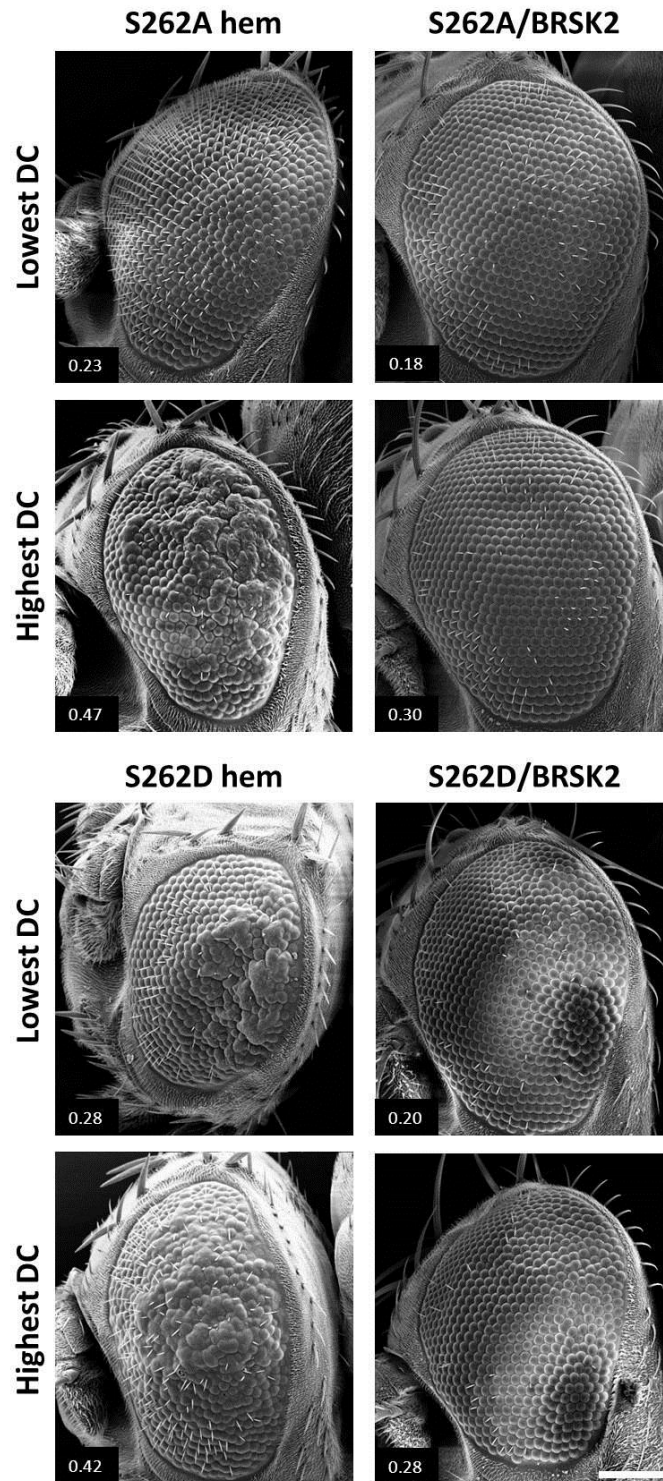 S262A hem S262A/BRSK2
Lowest DC
0.23 0.18
Highest DC
0.47 0.30
S262D hem S262D/BRSK2
Lowest DC
0.28 0.20
Highest DC
0.42 0.28